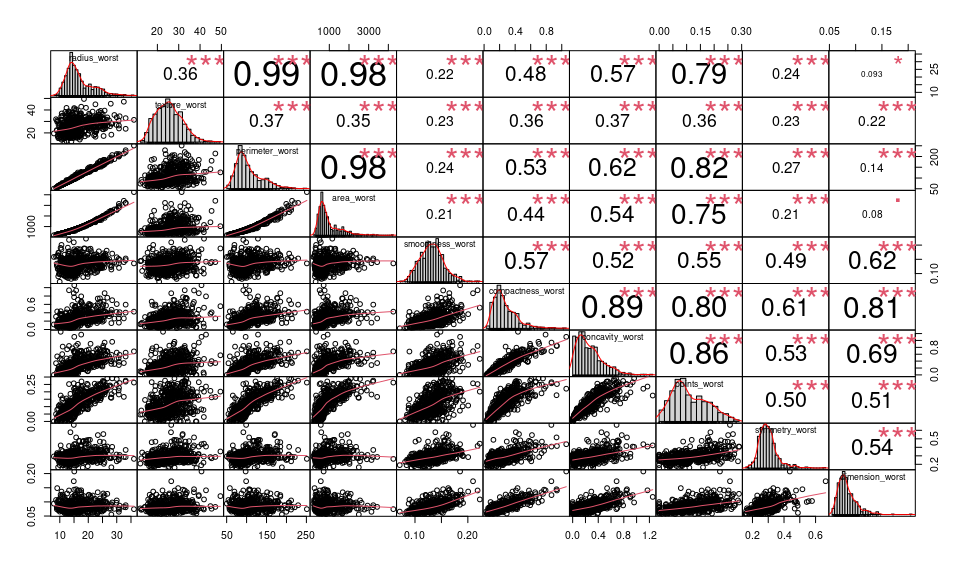 20 30 40 50 1000 3000 0.0 0.4 0.8 0.00 0.15 0.30 0.05 0.15
radius_worst 0.36 *** 0.99 *** 0.98 *** 0.22 *** 0.48 *** 0.57 *** 0.79 *** 0.24 *** 0.093 * 10 25
20 40 texture_worst 0.37 *** 0.35 *** 0.23 *** 0.36 *** 0.37 *** 0.36 *** 0.23 *** 0.22 ***
perimeter_worst 0.98 *** 0.24 *** 0.53 *** 0.62 *** 0.82 *** 0.27 *** 0.14 *** 50 200
1000 area_worst 0.21 *** 0.44 *** 0.54 *** 0.75 *** 0.21 *** 0.08 .
smoothness_worst 0.57 *** 0.52 *** 0.55 *** 0.49 *** 0.62 *** 0.10
0.0 0.6 compactness_worst 0.89 *** 0.80 *** 0.61 *** 0.81 ***
concavity_worst 0.86 *** 0.53 *** 0.69 *** 0.0 0.8
0.00 0.25 points_worst 0.50 *** 0.51 ***
symmetry_worst 0.54 *** 0.2 0.5
0.05 0.20 dimension_worst
10 20 30 50 150 250 0.10 0.20 0.0 0.4 0.8 1.2 0.2 0.4 0.6